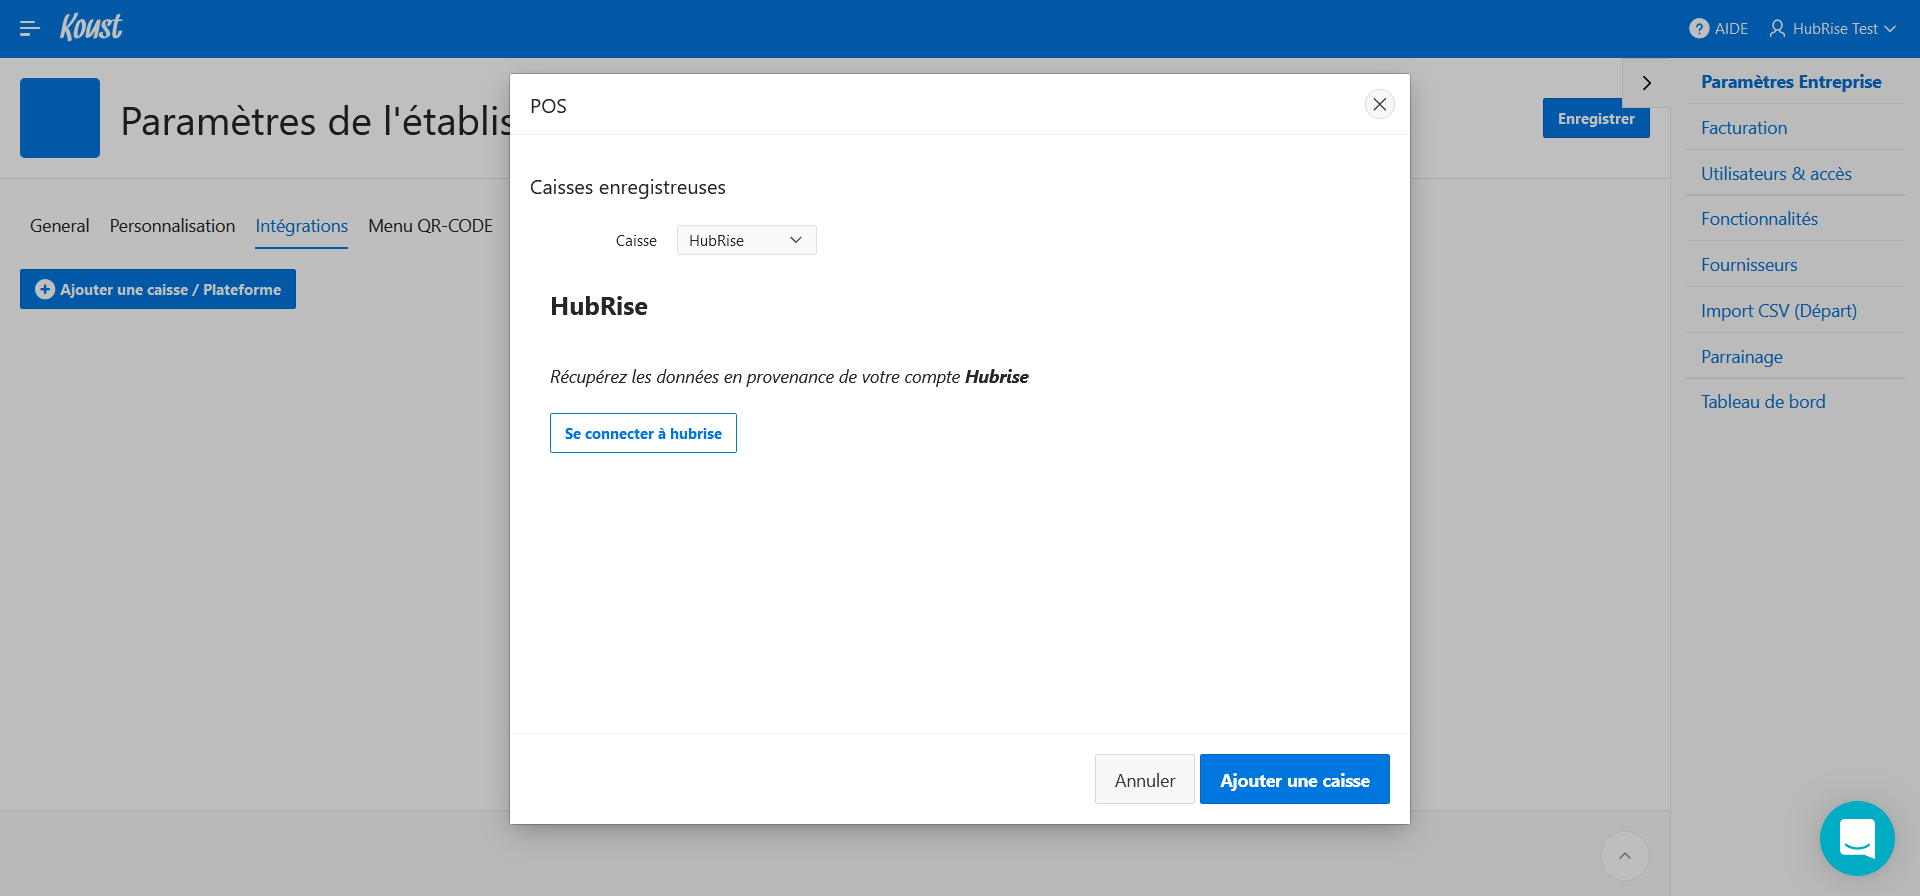 Koust
? AIDE
HubRise Test
Paramètres de l'établis
Enregistrer
General
Personnalisation
Intégrations
Menu QR-CODE
Ajouter une caisse / Plateforme
POS
Caisses enregistreuses
Caisse
HubRise
HubRise
Récupérez les données en provenance de votre compte Hubrise
Se connecter à hubrise
Annuler
Ajouter une caisse
Paramètres Entreprise
Facturation
Utilisateurs & accès
Fonctionnalités
Fournisseurs
Import CSV (Départ)
Parrainage
Tableau de bord